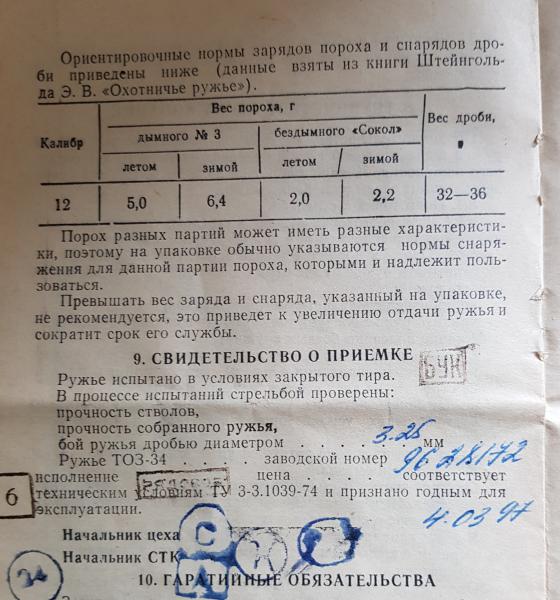 Ориентировочные нормы зарядов пороха и снарядов дро-
би приведены ниже (данные взяты из книги Штейнголь-
да Э. В. «Охотничье ружье»).
Калибр
Вес пороха, г
Вес дроби,
дымного № 3
бездымного «Сокол»
летом
зимой
летом
зимой
12
5,0
6,4
2,0
2,2
32—36
Порох разных партий может иметь разные характеристи-
ки, поэтому на упаковке обычно указываются нормы снаря-
жения для данной партии пороха, которыми и надлежит поль-
зоваться.
Превышать вес заряда и снаряда, указанный на упаковке,
не рекомендуется, это приведет к увеличению отдачи ружья и
сократит срок его службы.
9. СВИДЕТЕЛЬСТВО О ПРИЕМКЕ
БУК
Ружье испытано в условиях закрытого тира.
В процессе испытаний стрельбой проверены:
прочность стволов,
прочность собранного ружья,
бой ружья дробью диаметром . . . . 3.25 мм
Ружье ТОЗ-34 . . . . заводской номер
исполнение РЯДОВОЕ цена . . . . соответствует
6
техническим условиям ТУ 3-3.1039-74 и признано годным для
эксплуатации.
4.03 97
Начальник цеха
Начальник СТК
10. ГАРАТИЙНЫЕ ОБЯЗАТЕЛЬСТВА